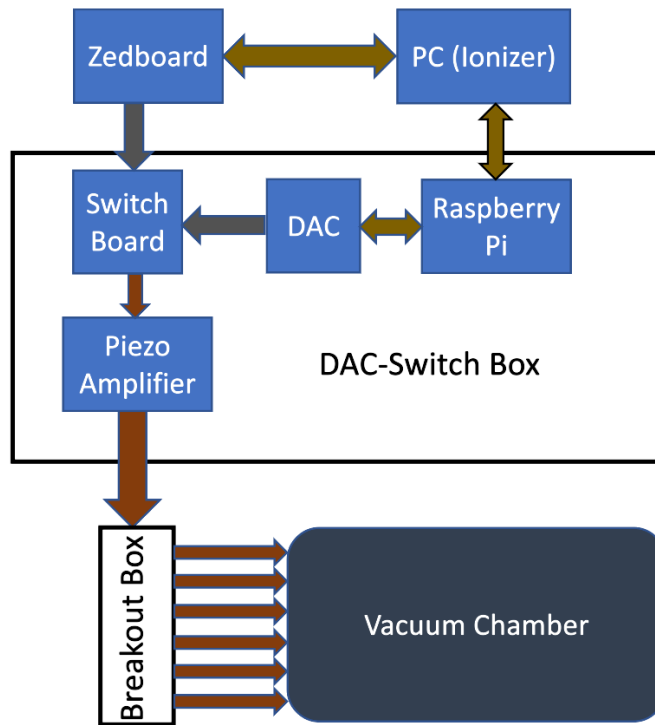 Zedboard
PC (Ionizer)
Switch
Board
DAC
Raspberry
Pi
Piezo
Amplifier
DAC-Switch Box
Breakout Box
Vacuum Chamber